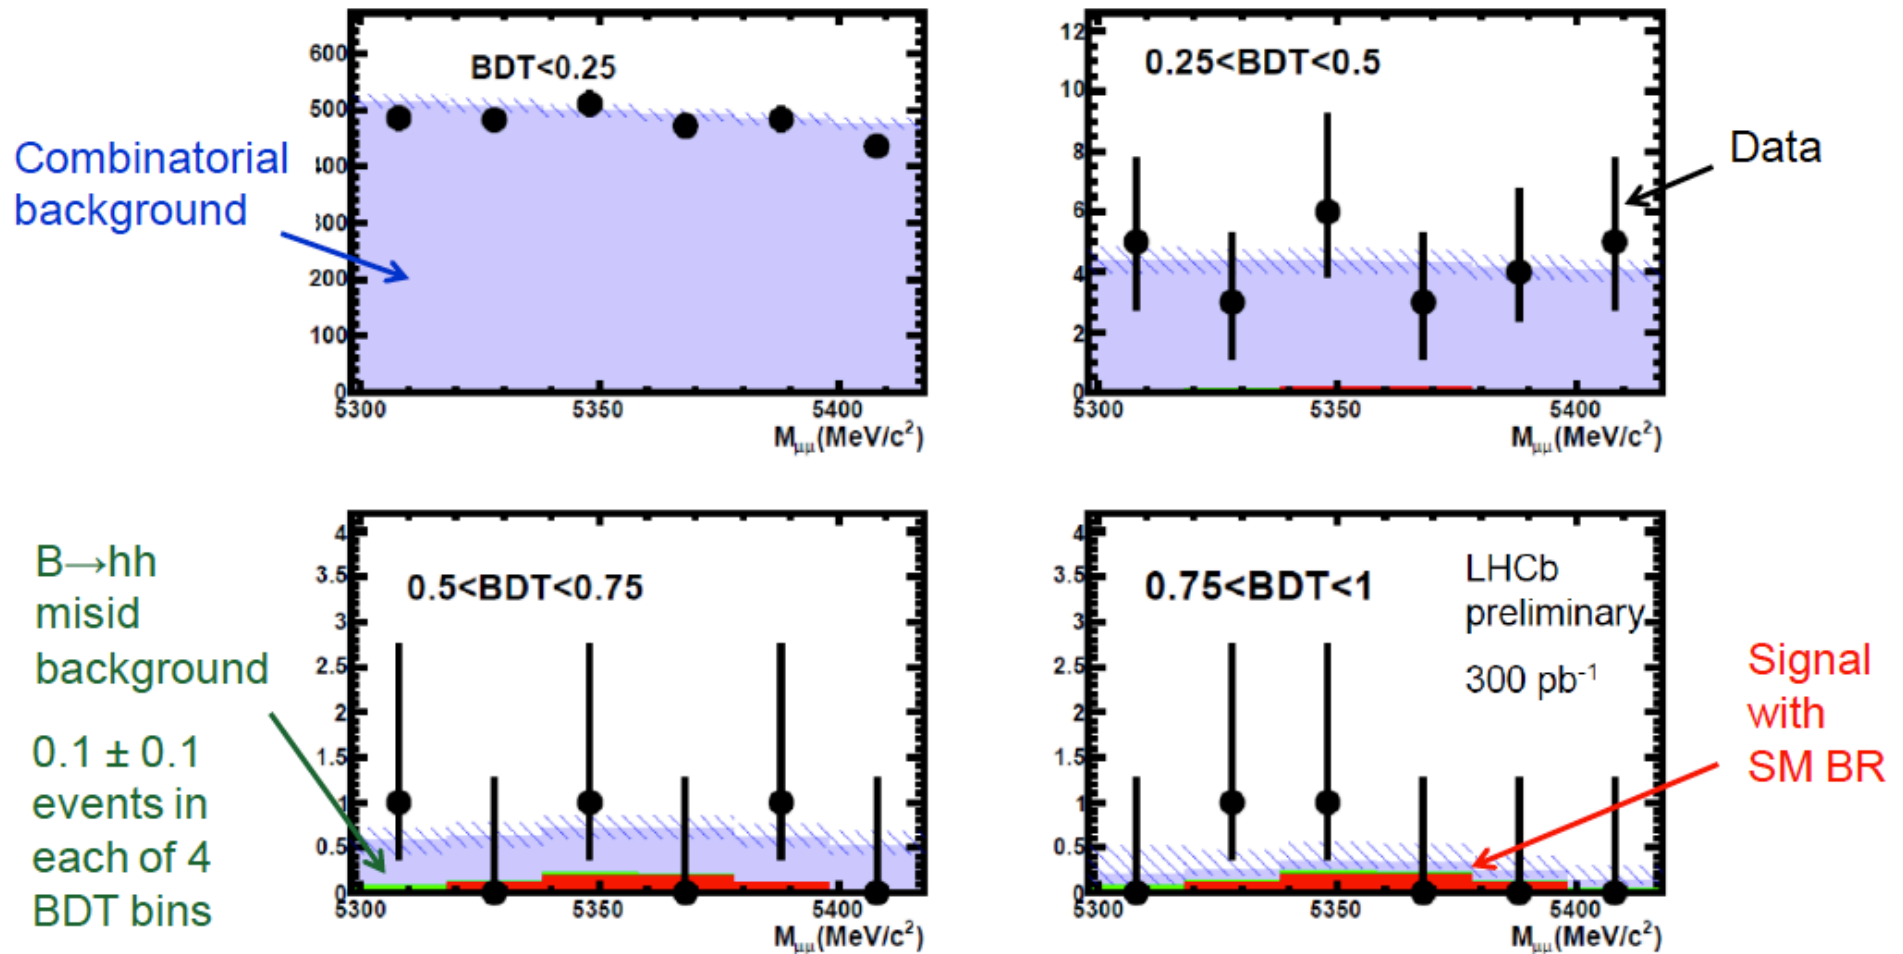 600
500
400
300
200
100
0
BDT<0.25
5300
5350
5400
Mμμ(MeV/c²)
Combinatorial
background
12
10
8
6
4
2
0
0.25<BDT<0.5
5300
5350
5400
Mμμ(MeV/c²)
Data
B→hh
misid
background
0.1 ± 0.1
events in
each of 4
BDT bins
4
3.5
3
2.5
2
1.5
1
0.5
0
0.5<BDT<0.75
5300
5350
5400
Mμμ(MeV/c²)
4
3.5
3
2.5
2
1.5
1
0.5
0
0.75<BDT<1
LHCb
preliminary
300 pb⁻¹
5300
5350
5400
Mμμ(MeV/c²)
Signal
with
SM BR